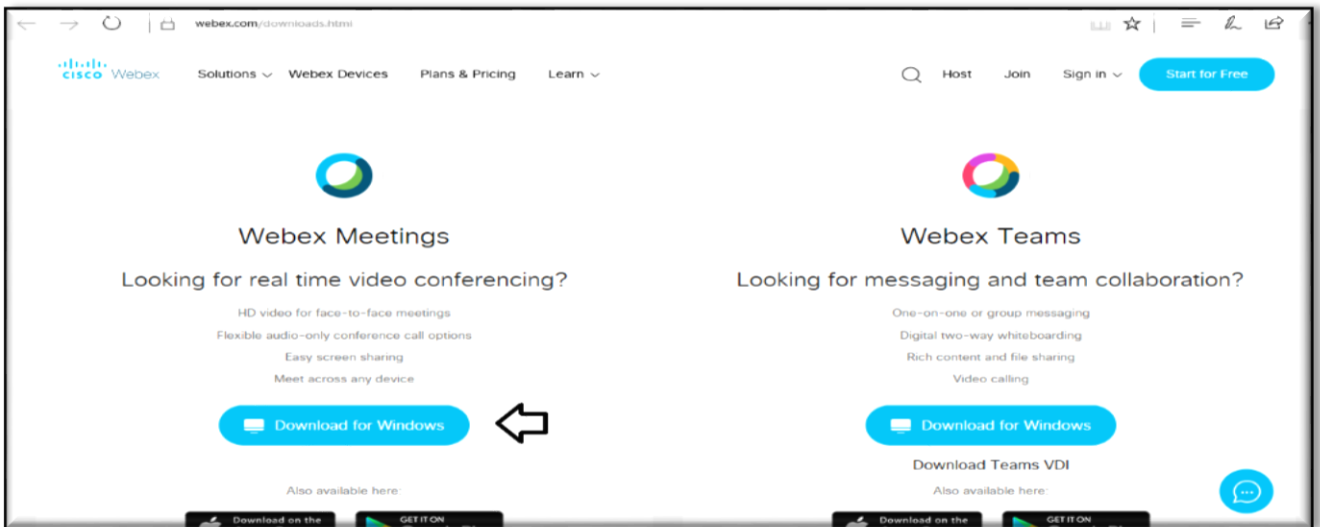 webex.com/downloads.html
CISCO Webex Solutions Webex Devices Plans & Pricing Learn Host Join Sign in Start for Free
Webex Meetings
Looking for real time video conferencing?
HD video for face-to-face meetings
Flexible audio-only conference call options
Easy screen sharing
Meet across any device
Download for Windows
Also available here:
Download on the
GET IT ON
Webex Teams
Looking for messaging and team collaboration?
One-on-one or group messaging
Digital two-way whiteboarding
Rich content and file sharing
Video calling
Download for Windows
Download Teams VDI
Also available here:
Download on the
GET IT ON